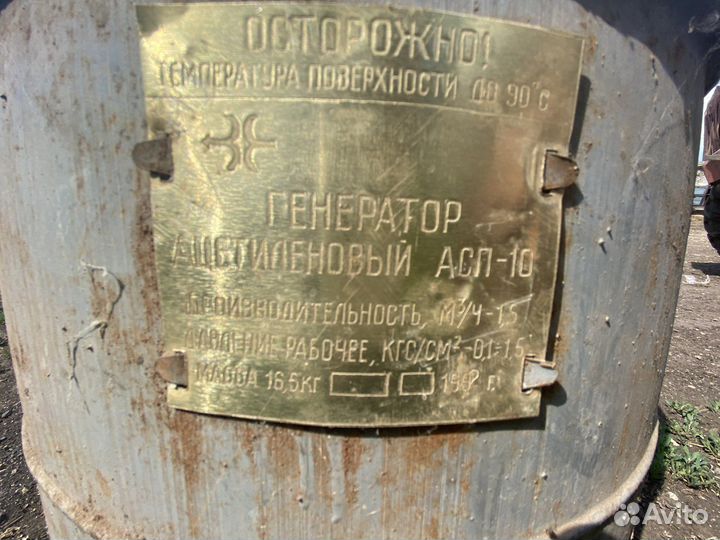 ОСТОРОЖНО!
ТЕМПЕРАТУРА ПОВЕРХНОСТИ ДО 90°С
ГЕНЕРАТОР
АЦЕТИЛЕНОВЫЙ АСП-10
ПРОИЗВОДИТЕЛЬНОСТЬ, М³/Ч-1.5
ДАВЛЕНИЕ РАБОЧЕЕ, КГС/СМ²-0.1÷1.5
МАССА 16,5КГ г.
Avito